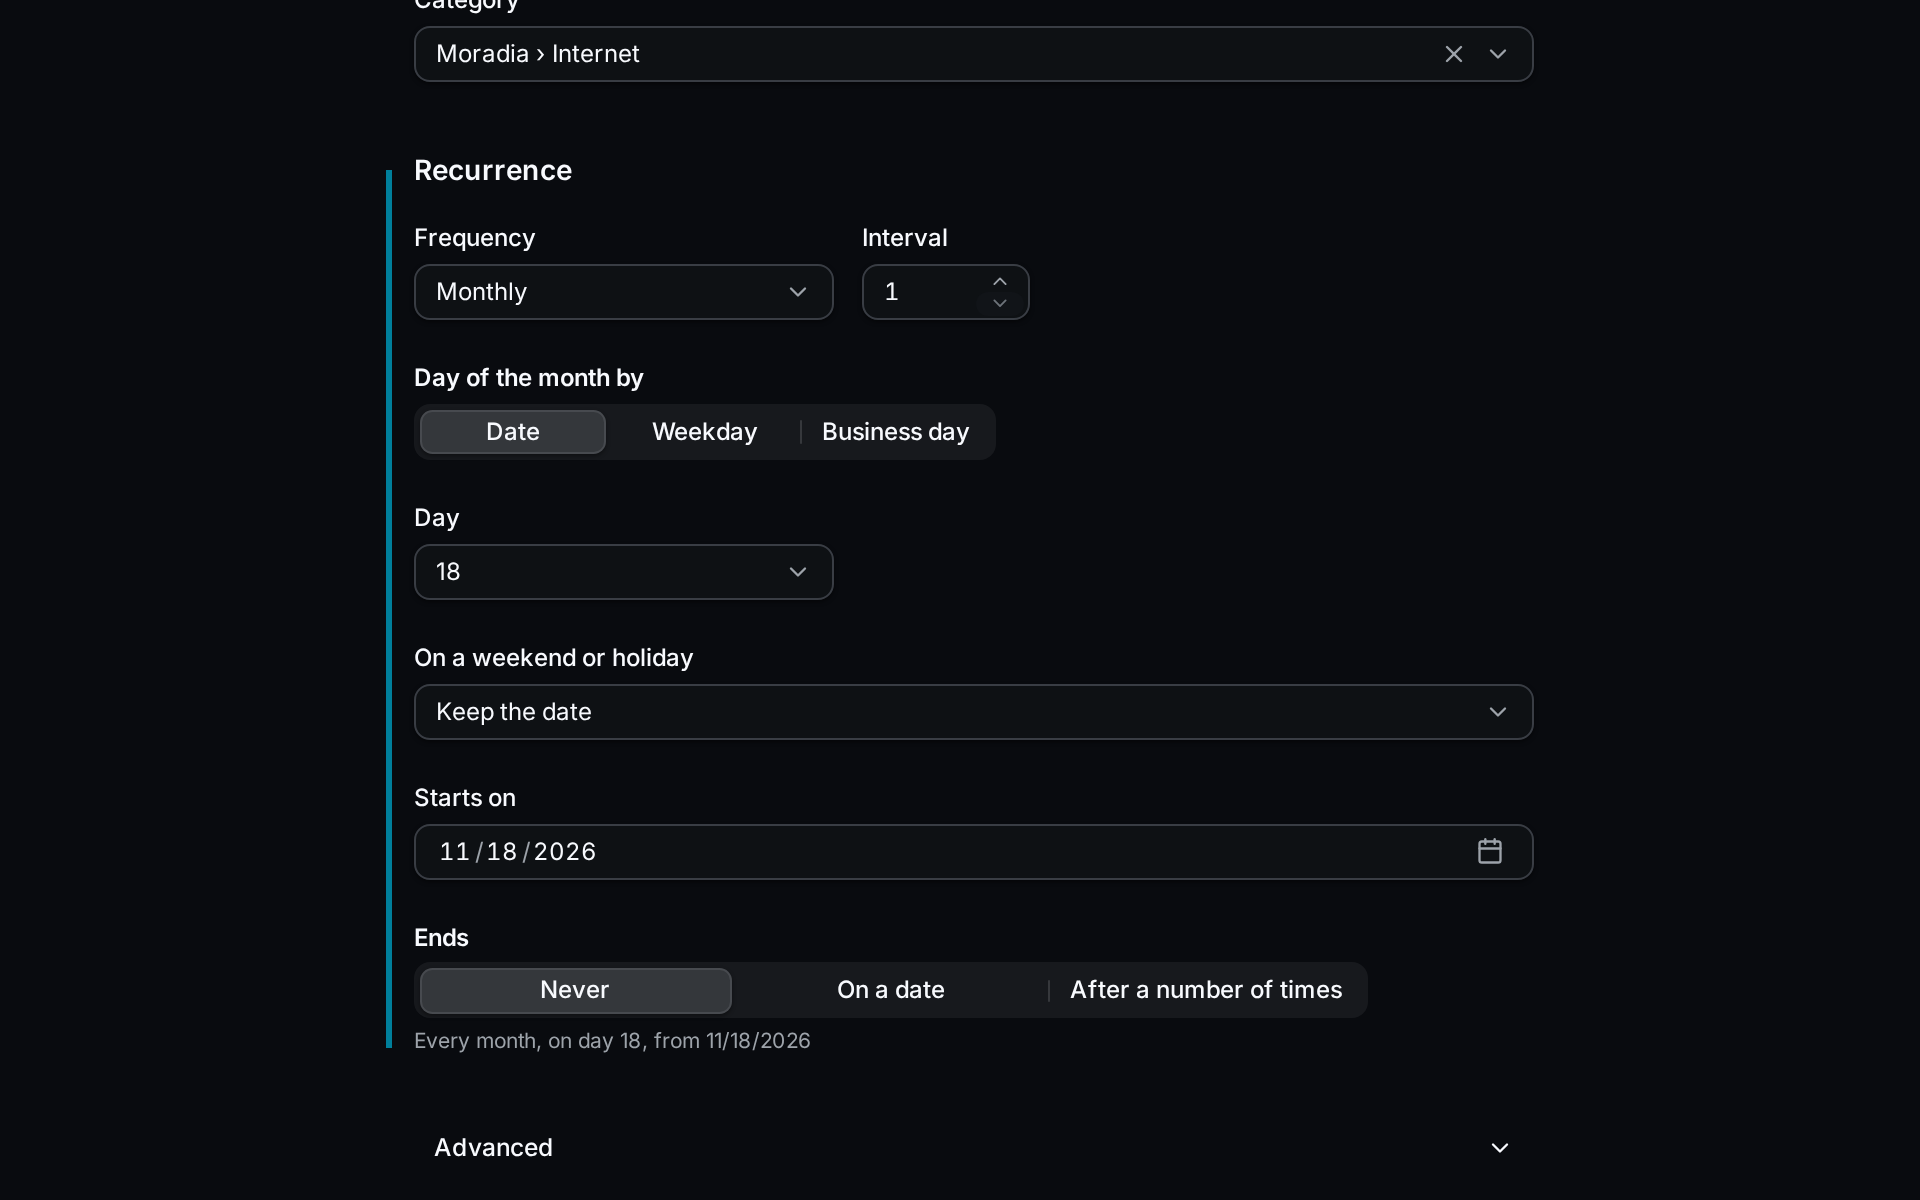 Category
Moradia › Internet
Recurrence
Frequency
Interval
Monthly
1
Day of the month by
Date
Weekday
Business day
Day
18
On a weekend or holiday
Keep the date
Starts on
11/18/2026
Ends
Never
On a date
After a number of times
Every month, on day 18, from 11/18/2026
Advanced